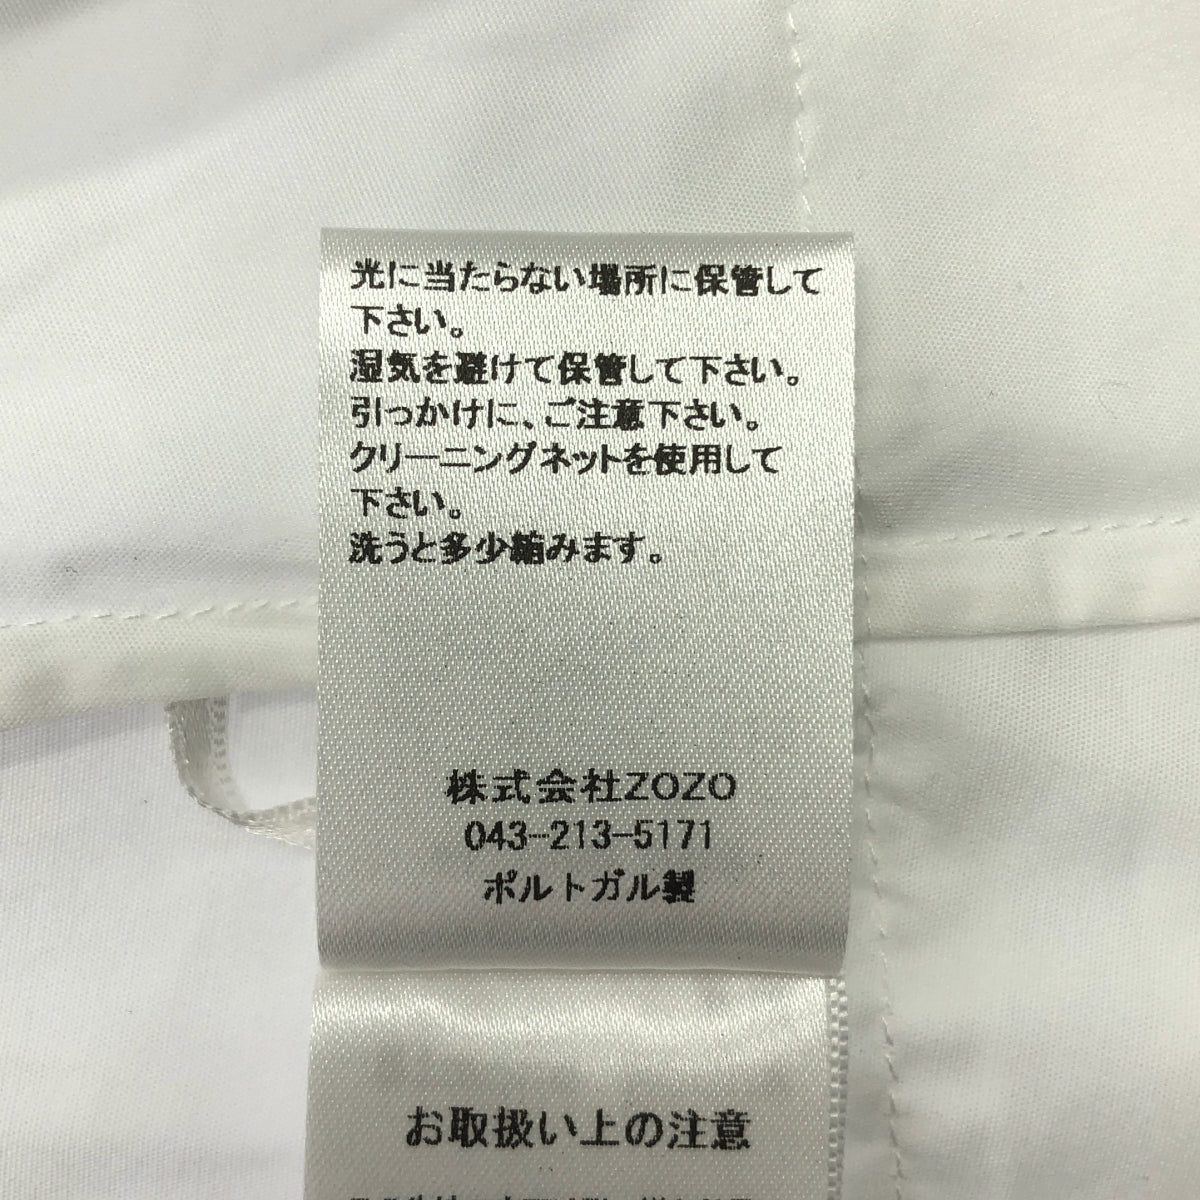 光に当たらない場所に保管して
下さい。
湿気を避けて保管して下さい。
引っかけに、ご注意下さい。
クリーニングネットを使用して
下さい。
洗うと多少縮みます。
株式会社ZOZO
043-213-5171
ポルトガル製
お取扱い上の注意